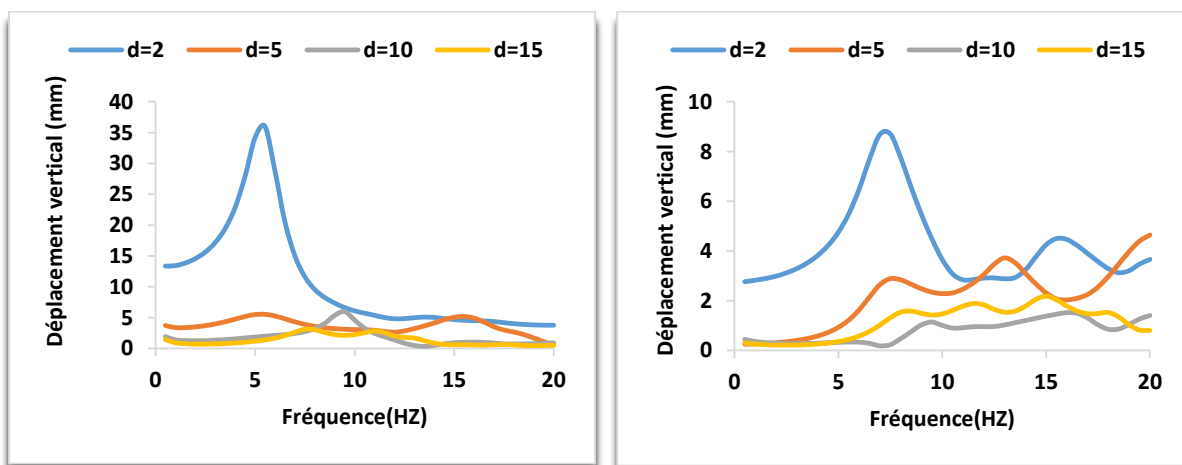 d=2 d=5 d=10 d=15
Déplacement vertical (mm)
40
35
30
25
20
15
10
5
0
0 5 10 15 20
Fréquence(HZ)
d=2 d=5 d=10 d=15
Déplacement vertical (mm)
10
8
6
4
2
0
0 5 10 15 20
Fréquence(HZ)